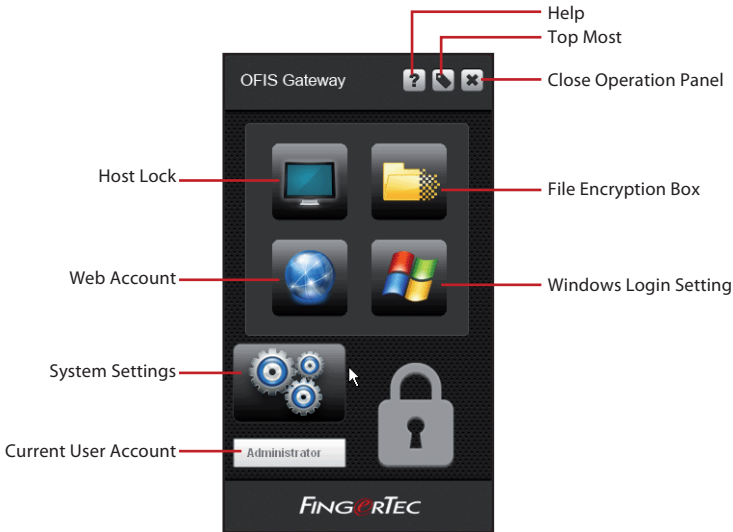 Help
Top Most
OFIS Gateway
?
Close Operation Panel
Host Lock
File Encryption Box
Web Account
Windows Login Setting
System Settings
Current User Account
Administrator
FINGERTEC